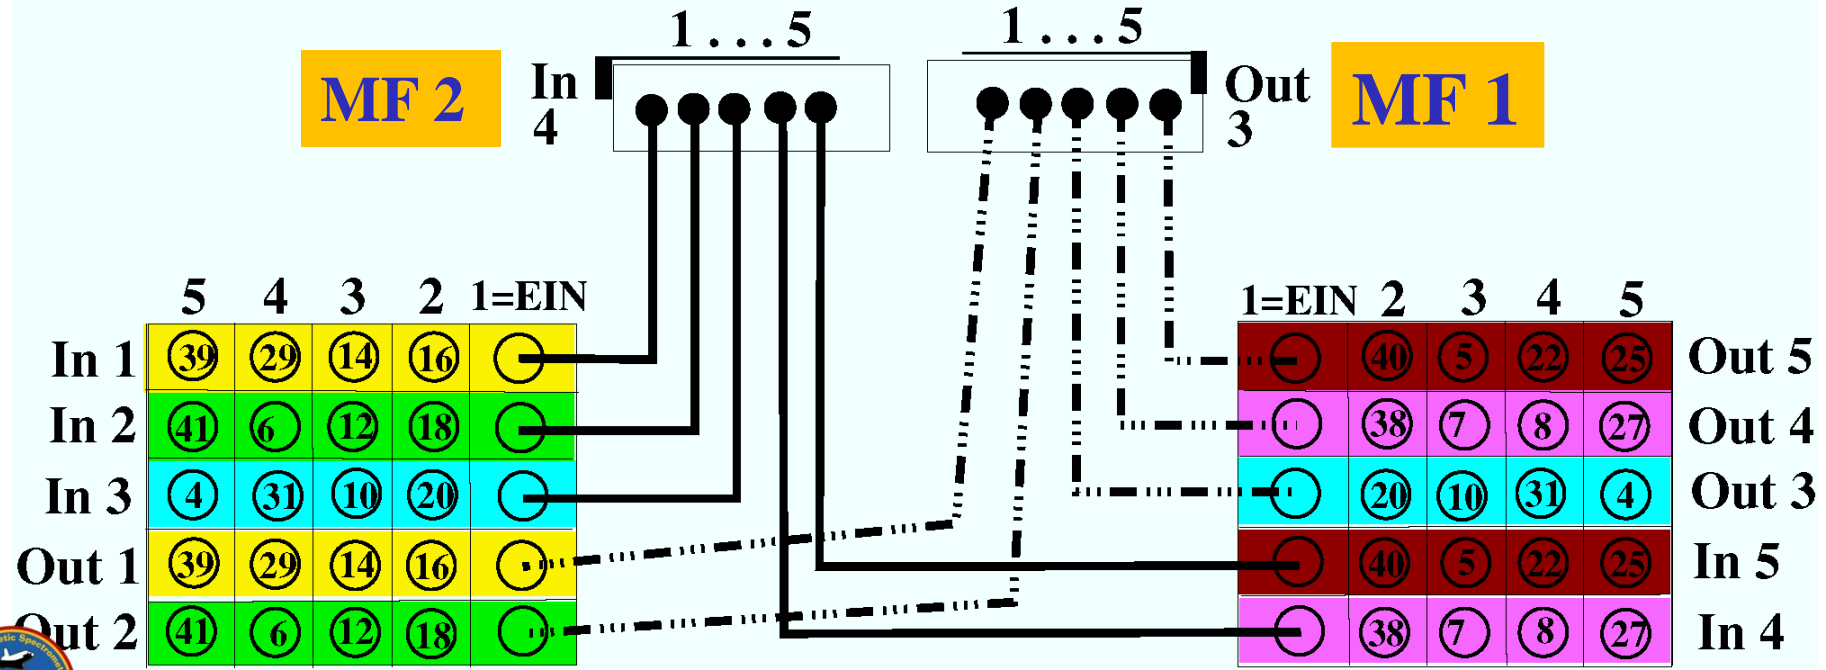 1 . . . 5
1 . . . 5
MF 2
In
4
Out
3
MF 1
5 4 3 2 1=EIN
1=EIN 2 3 4 5
In 1 39 29 14 16
40 5 22 25 Out 5
In 2 41 6 12 18
38 7 8 27 Out 4
In 3 4 31 10 20
20 10 31 4 Out 3
Out 1 39 29 14 16
40 5 22 25 In 5
Out 2 41 6 12 18
38 7 8 27 In 4